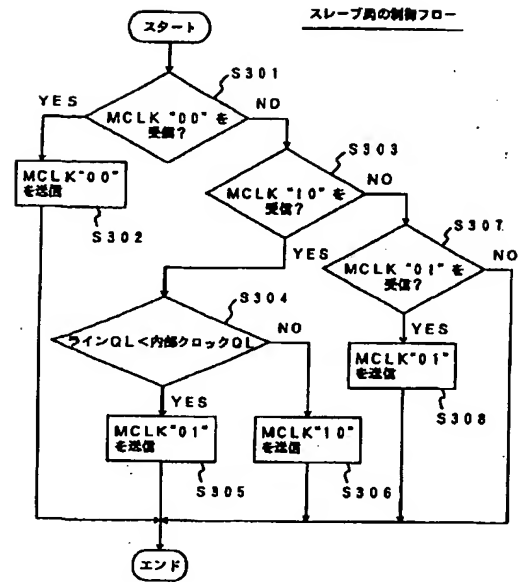 スレーブ局の制御フロー
スタート
S301
YES
NO
MCLK "00" を
受信?
MCLK"00"
を送信
S302
S303
MCLK "10" を
受信?
NO
YES
S307
MCLK "01" を
受信?
NO
YES
S304
ラインQL<内部クロックQL
NO
YES
MCLK"01"
を送信
S308
MCLK"01"
を送信
S305
MCLK"10"
を送信
S306
エンド